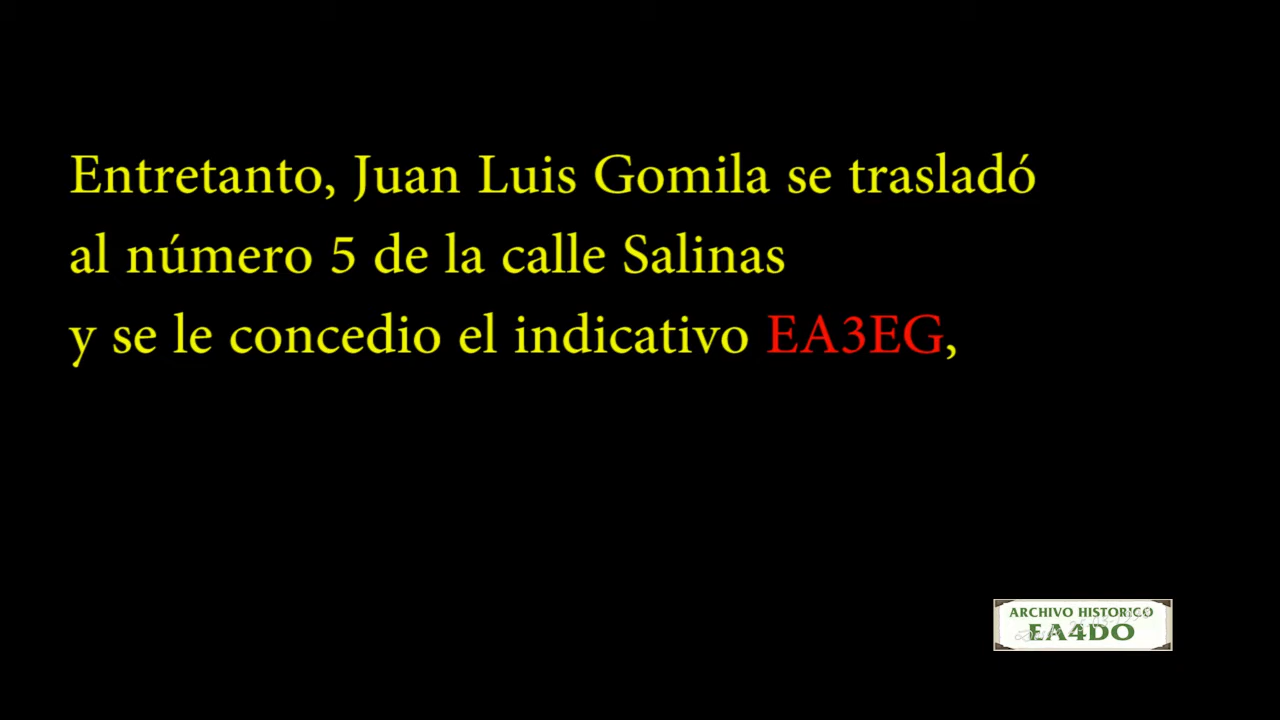 Entretanto, Juan Luis Gomila se trasladó
al número 5 de la calle Salinas
y se le concedio el indicativo EA3EG,
ARCHIVO HISTORICO
EA4DO